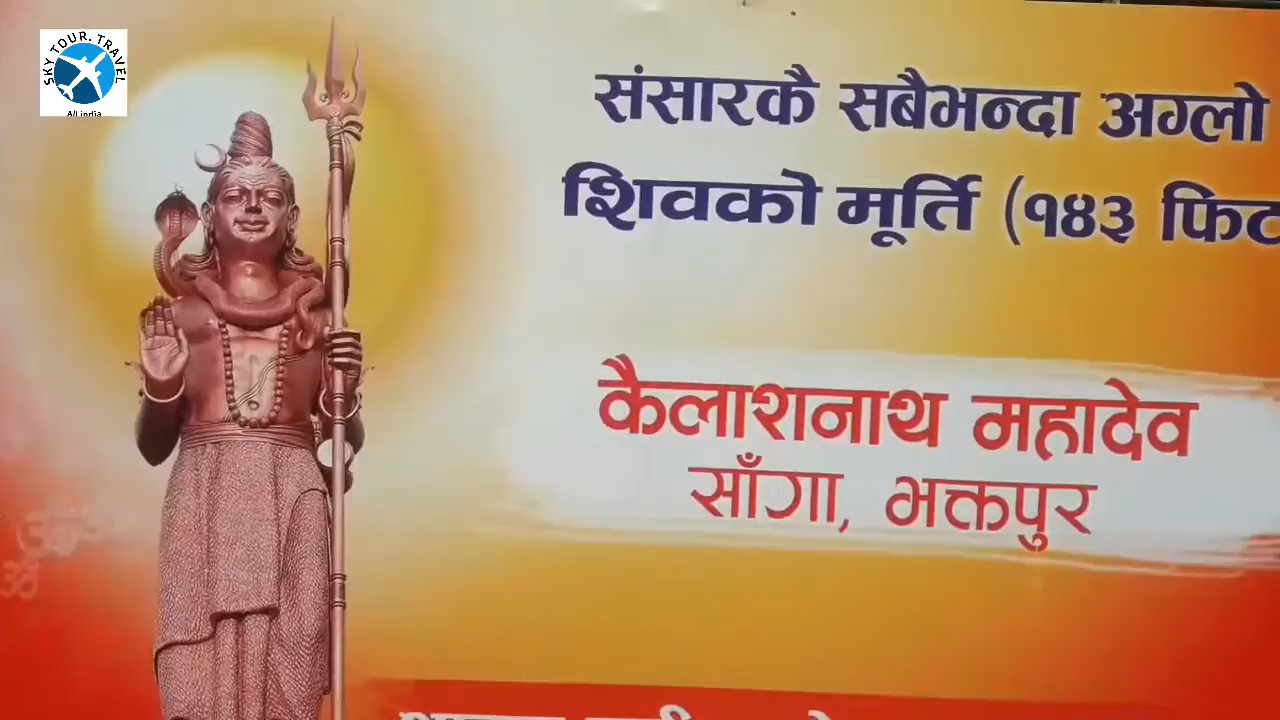 SKY TOUR. TRAVEL
All india
संसारकै सबैभन्दा अग्लो
शिवको मूर्ति (१४३ फिट
कैलाशनाथ महादेव
साँगा, भक्तपुर